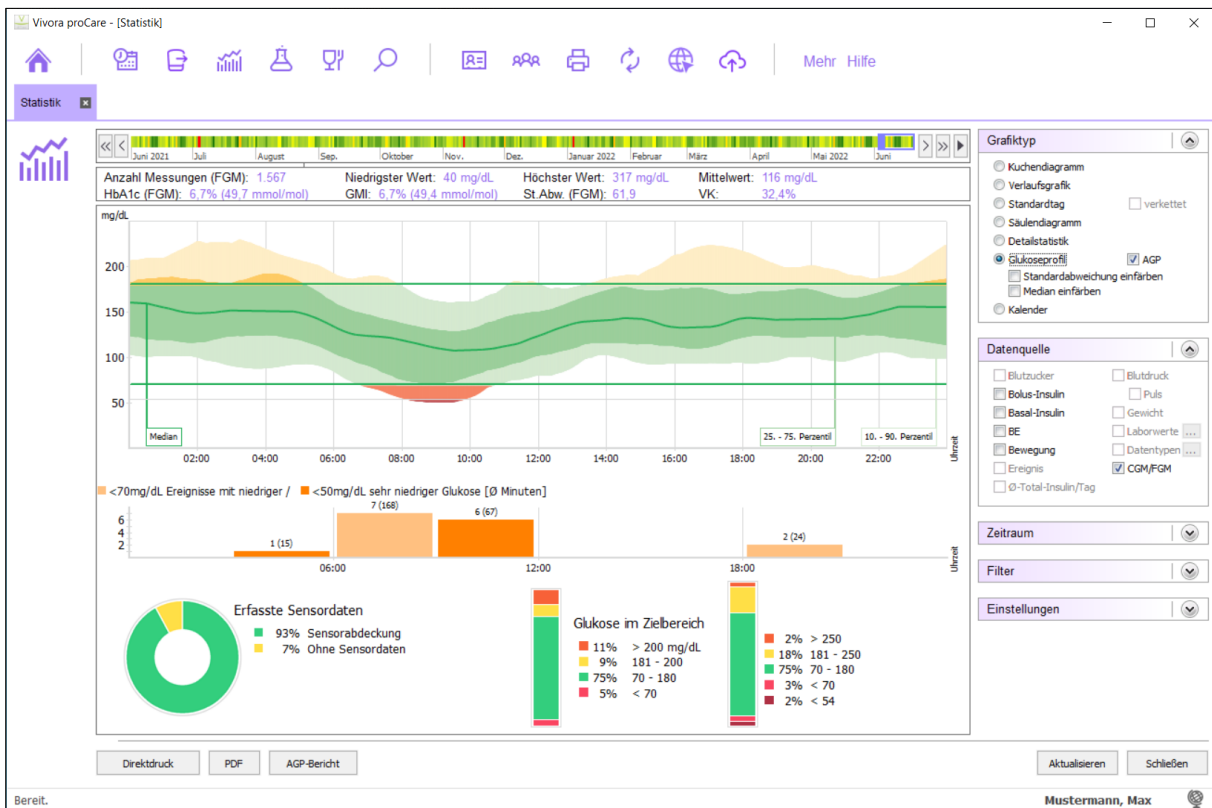 Vivora proCare - [Statistik]
Mehr Hilfe
Statistik
Juni 2021 Juli August Sep. Oktober Nov. Dez. Januar 2022 Februar März April Mai 2022 Juni
Anzahl Messungen (FGM): 1.567 Niedrigster Wert: 40 mg/dL Höchster Wert: 317 mg/dL Mittelwert: 116 mg/dL
HbA1c (FGM): 6,7% (49,7 mmol/mol) GMI: 6,7% (49,4 mmol/mol) St.Abw. (FGM): 61,9 VK: 32,4%
mg/dL
200
150
100
50
Median
25. - 75. Perzentil
10. - 90. Perzentil
02:00 04:00 06:00 08:00 10:00 12:00 14:00 16:00 18:00 20:00 22:00
Uhrzeit
<70mg/dL Ereignisse mit niedriger / <50mg/dL sehr niedriger Glukose [Ø Minuten]
6
4
2
1 (15)
7 (168)
6 (67)
2 (24)
06:00 12:00 18:00
Uhrzeit
Erfasste Sensordaten
93% Sensorabdeckung
7% Ohne Sensordaten
Glukose im Zielbereich
11% > 200 mg/dL
9% 181 - 200
75% 70 - 180
5% < 70
2% > 250
18% 181 - 250
75% 70 - 180
3% < 70
2% < 54
Grafiktyp
Kuchendiagramm
Verlaufsgrafik
Standardtag verkettet
Säulendiagramm
Detailstatistik
Glukoseprofil AGP
Standardabweichung einfärben
Median einfärben
Kalender
Datenquelle
Blutzucker Blutdruck
Bolus-Insulin Puls
Basal-Insulin Gewicht
BE Laborwerte ...
Bewegung Datentypen ...
Ereignis CGM/FGM
Ø-Total-Insulin/Tag
Zeitraum
Filter
Einstellungen
Direktdruck PDF AGP-Bericht Aktualisieren Schließen
Bereit. Mustermann, Max